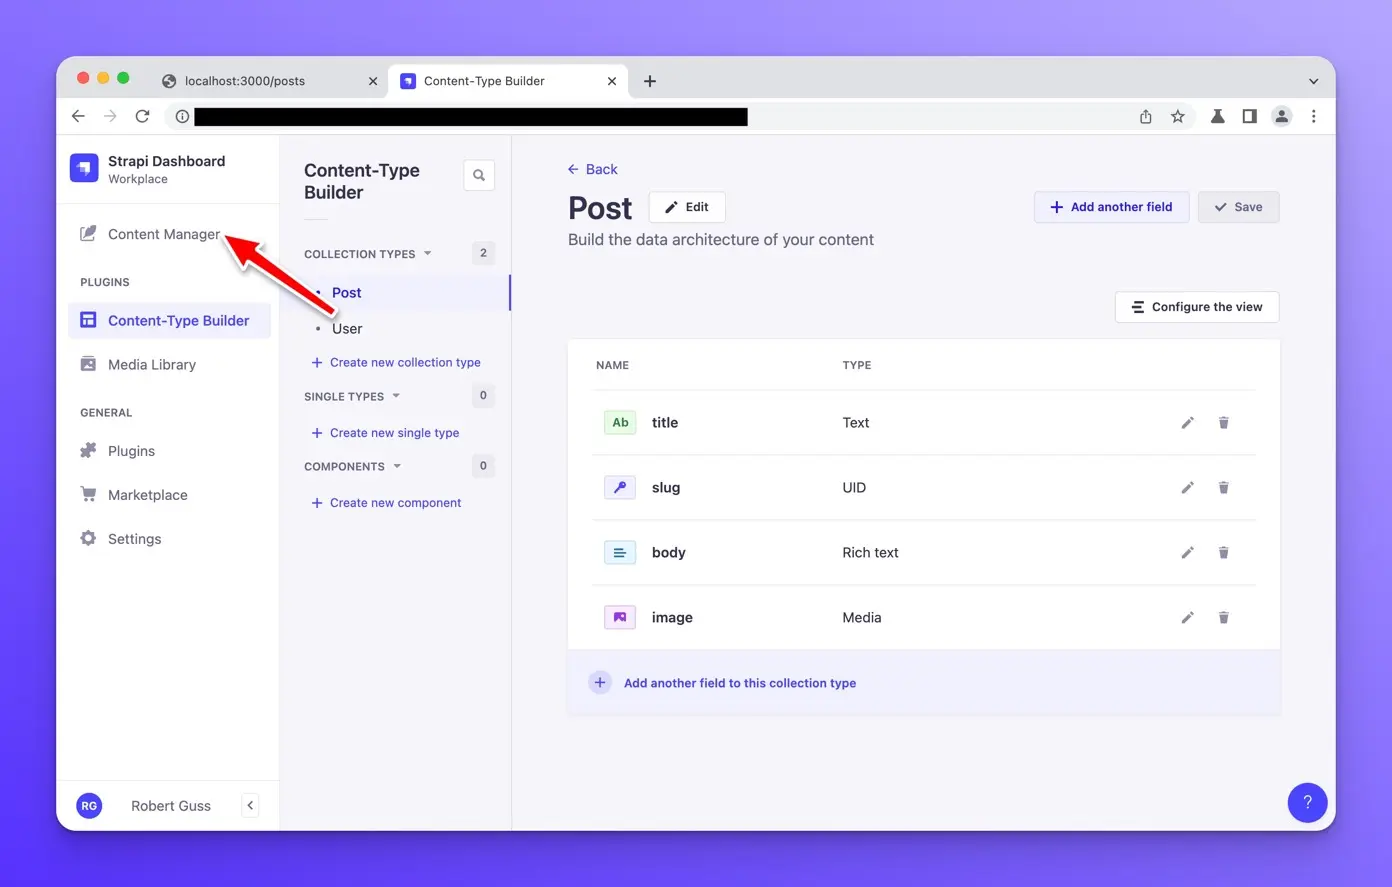 localhost:3000/posts
Content-Type Builder
Strapi Dashboard
Workplace
Content Manager
PLUGINS
Content-Type Builder
Media Library
GENERAL
Plugins
Marketplace
Settings
RG
Robert Guss
Content-Type
Builder
COLLECTION TYPES 2
Post
User
Create new collection type
SINGLE TYPES 0
Create new single type
COMPONENTS 0
Create new component
Back
Post
Edit
Add another field
Save
Build the data architecture of your content
Configure the view
NAME TYPE
Ab title Text
slug UID
body Rich text
image Media
Add another field to this collection type
?